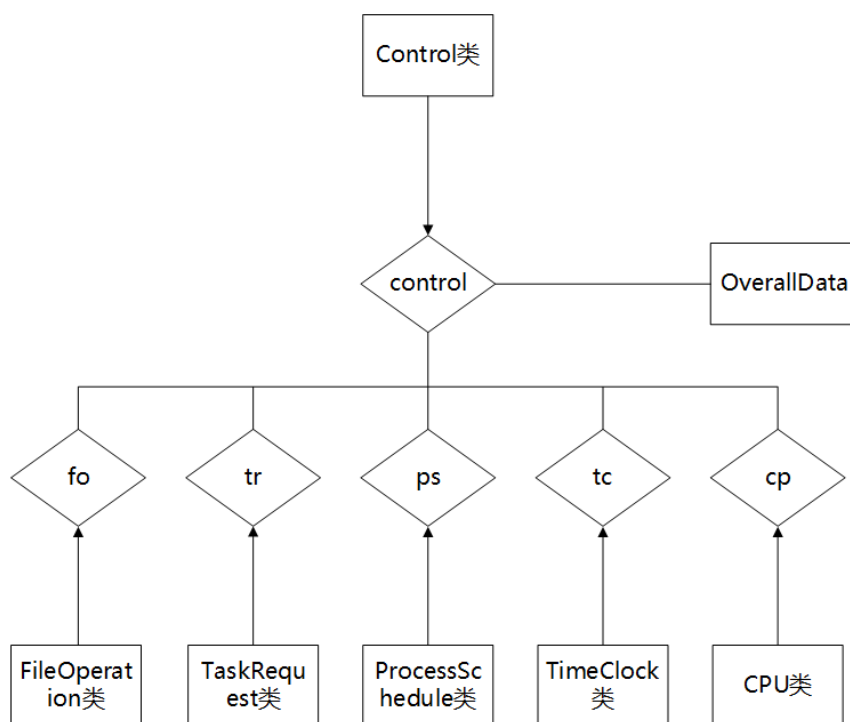 Control类
control
OverallData
fo
tr
ps
tc
cp
FileOperat
ion类
TaskRequ
est类
ProcessSc
hedule类
TimeClock
类
CPU类